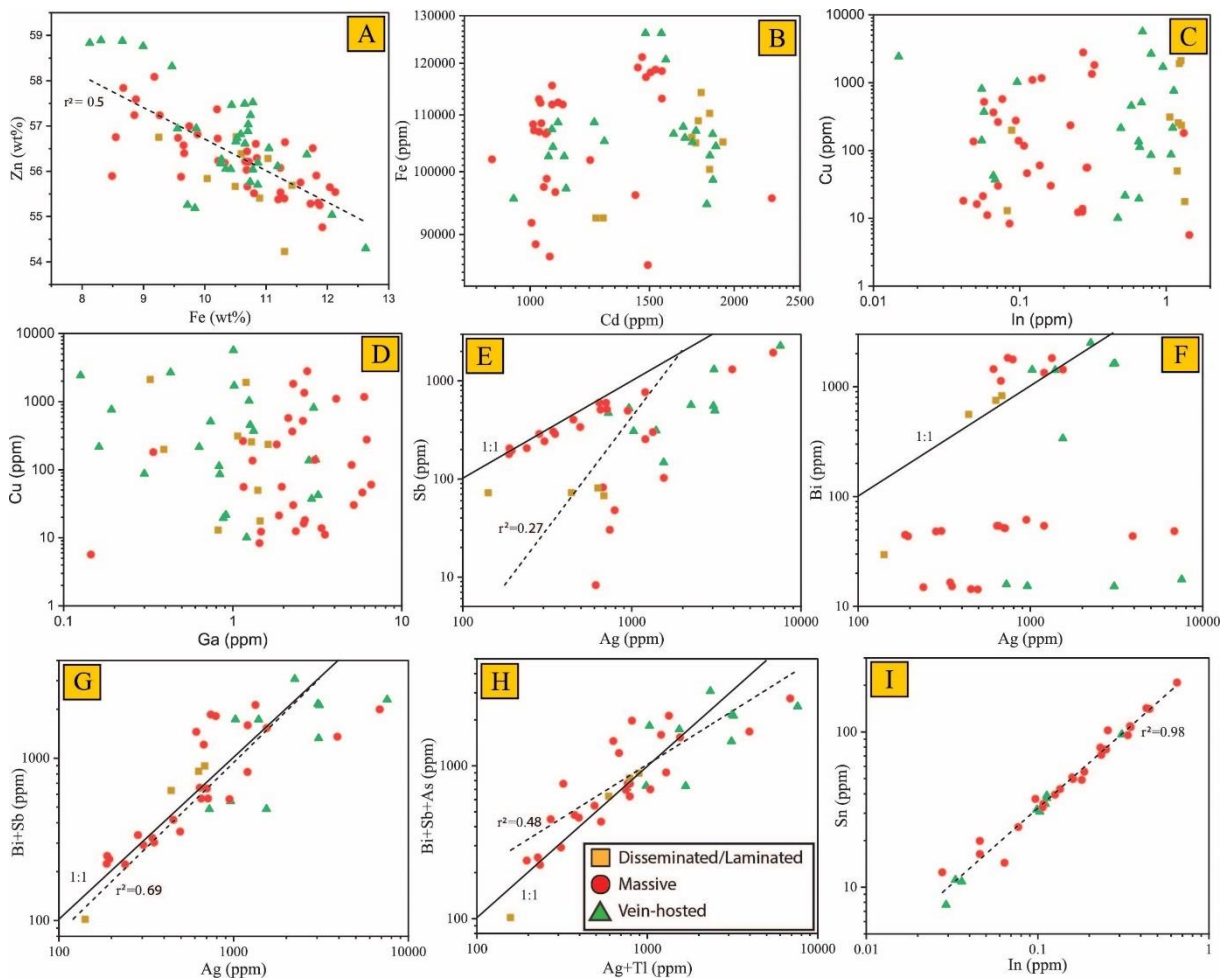 A
Zn (wt%)
59
58
57
56
55
54
r²= 0.5
8
9
10
11
12
13
Fe (wt%)
B
Fe (ppm)
130000
120000
110000
100000
90000
1000
1500
2000
2500
Cd (ppm)
C
Cu (ppm)
10000
1000
100
10
1
0.01
0.1
1
In (ppm)
D
Cu (ppm)
10000
1000
100
10
1
0.1
1
10
Ga (ppm)
E
Sb (ppm)
1000
100
10
1:1
r²=0.27
100
1000
10000
Ag (ppm)
F
Bi (ppm)
1000
100
10
1:1
100
1000
10000
Ag (ppm)
G
Bi+Sb (ppm)
1000
100
1:1
r²=0.69
100
1000
10000
Ag (ppm)
H
Bi+Sb+As (ppm)
1000
100
r²=0.48
1:1
Disseminated/Laminated
Massive
Vein-hosted
100
1000
10000
Ag+Tl (ppm)
I
Sn (ppm)
100
10
r²=0.98
0.01
0.1
1
In (ppm)